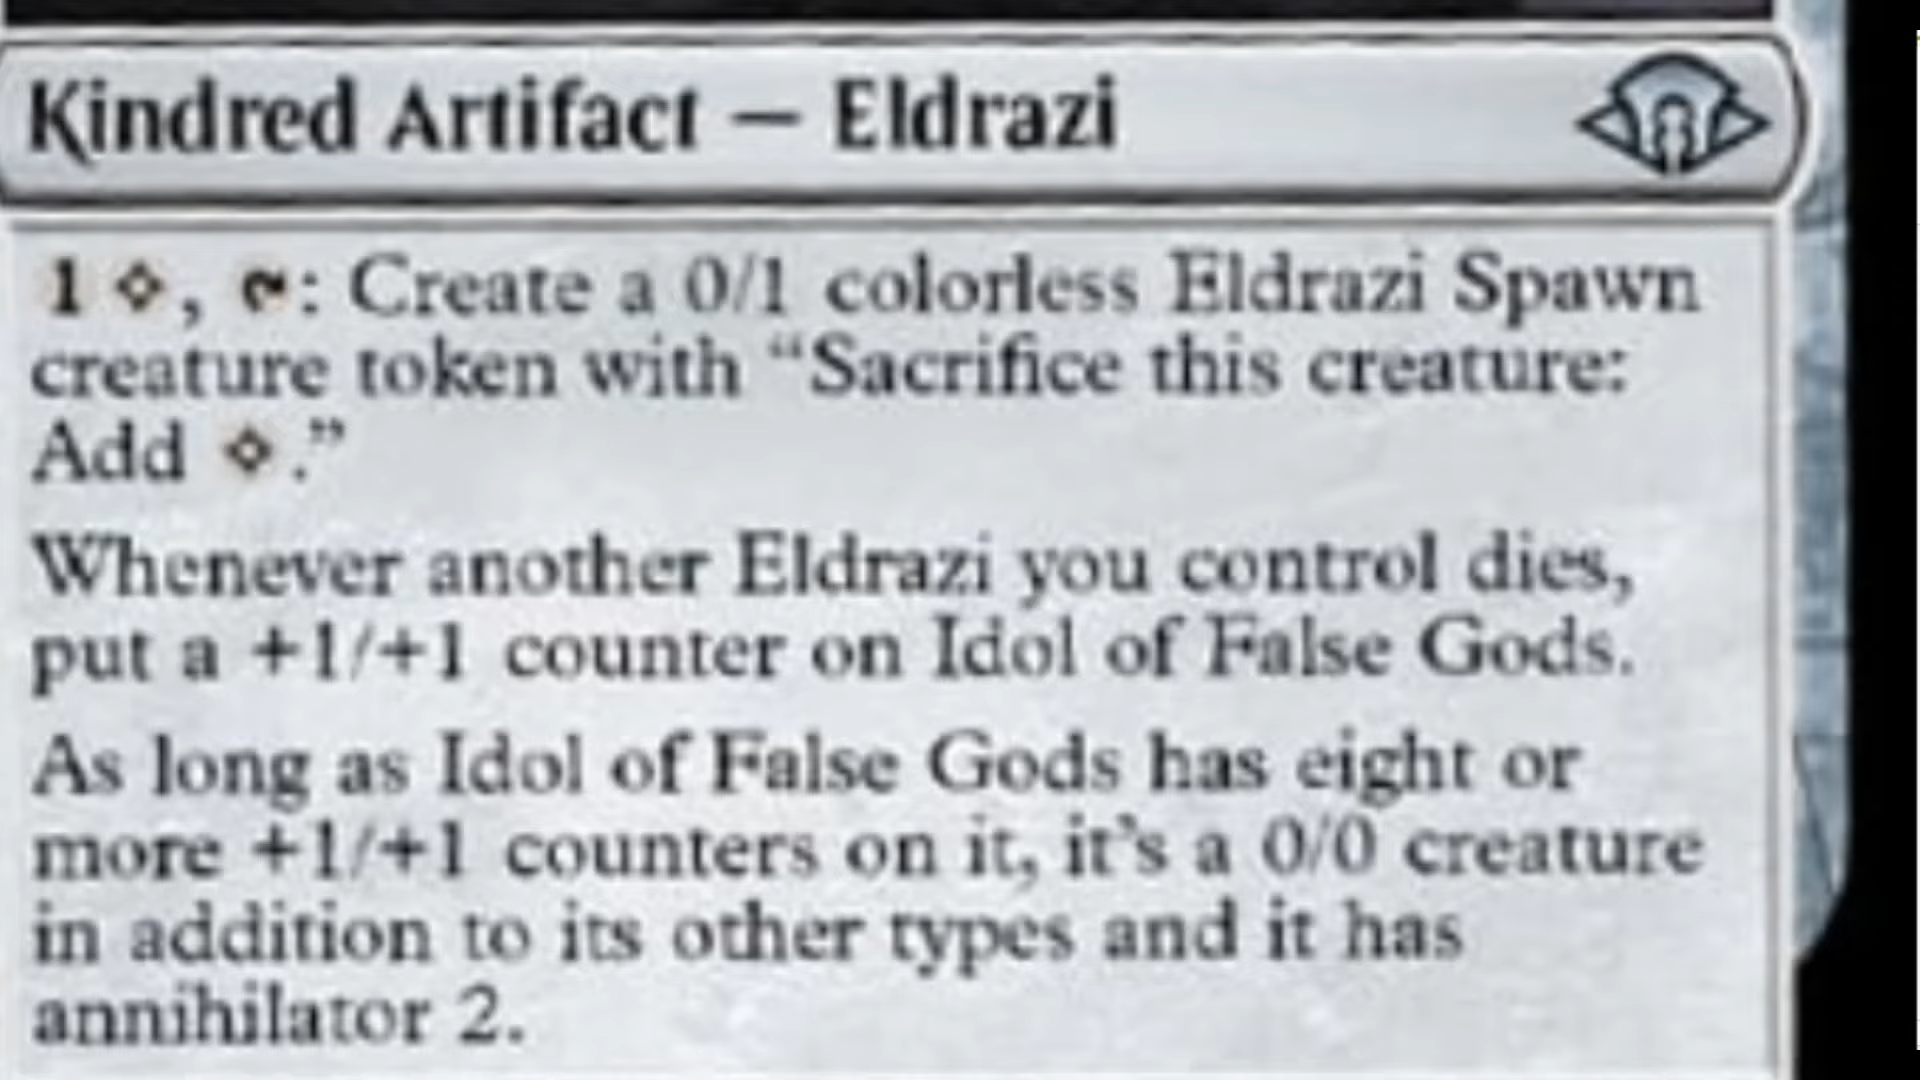 Kindred Artifact — Eldrazi
1 ◇, : Create a 0/1 colorless Eldrazi Spawn
creature token with “Sacrifice this creature:
Add ◇.”
Whenever another Eldrazi you control dies,
put a +1/+1 counter on Idol of False Gods.
As long as Idol of False Gods has eight or
more +1/+1 counters on it, it’s a 0/0 creature
in addition to its other types and it has
annihilator 2.